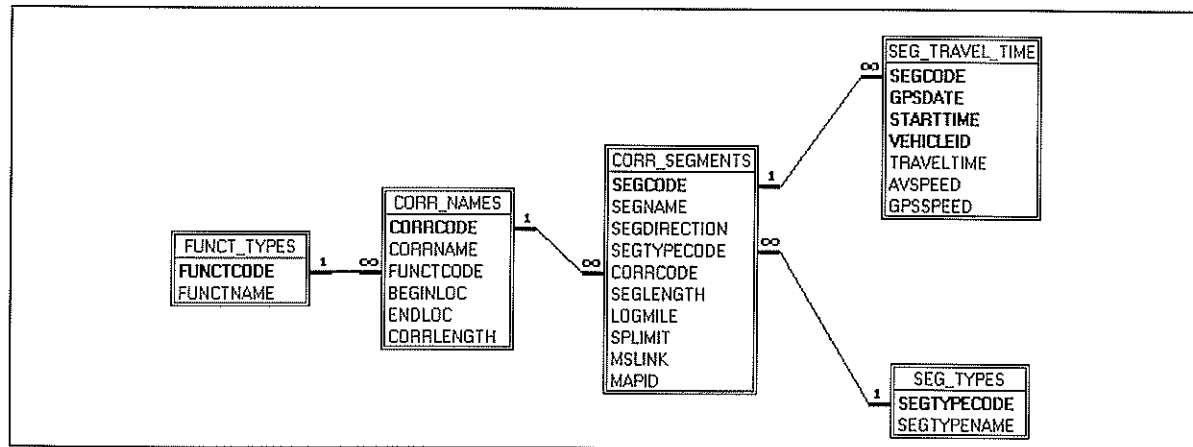 FUNCT_TYPES
FUNCTCODE
FUNCTNAME
1
∞
CORR_NAMES
CORRCODE
CORRNAME
FUNCTCODE
BEGINLOC
ENDLOC
CORRLENGTH
1
∞
CORR_SEGMENTS
SEGCODE
SEGNAME
SEGDIRECTION
SEGTYPECODE
CORRCODE
SEGLENGTH
LOGMILE
SPLIMIT
MSLINK
MAPID
1
∞
SEG_TRAVEL_TIME
SEGCODE
GPSDATE
STARTTIME
VEHICLEID
TRAVELTIME
AVSPEED
GPSSPEED
∞
1
SEG_TYPES
SEGTYPECODE
SEGTYPENAME